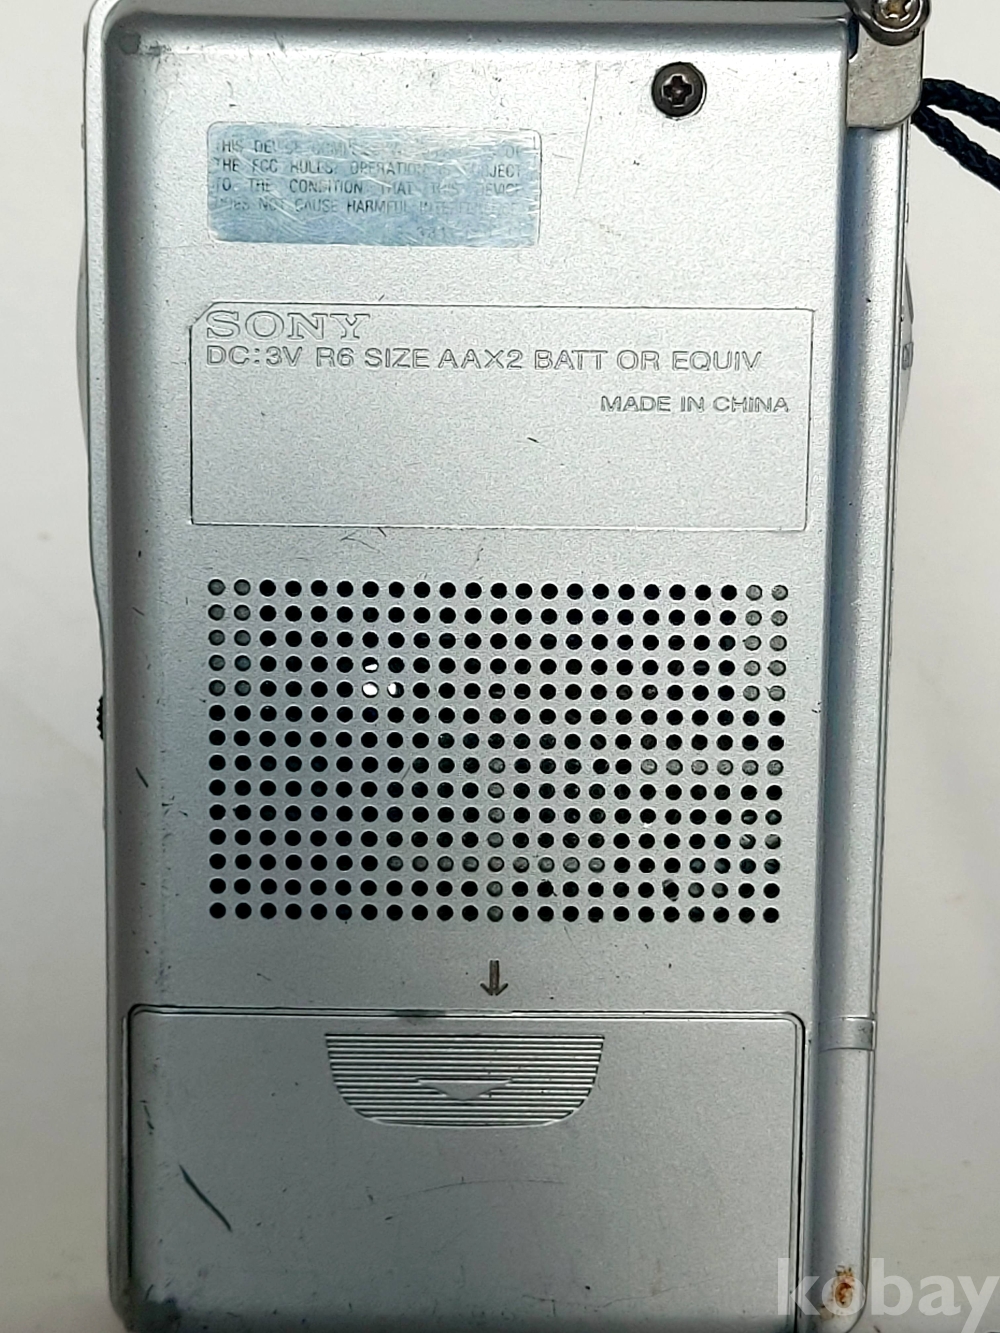 THE FCC RULES. OPERATION
TO THE CONDITION THAT THIS DEVICE
DOES NOT CAUSE HARMFUL
SONY
DC:3V R6 SIZE AAX2 BATT OR EQUIV
MADE IN CHINA
kobay